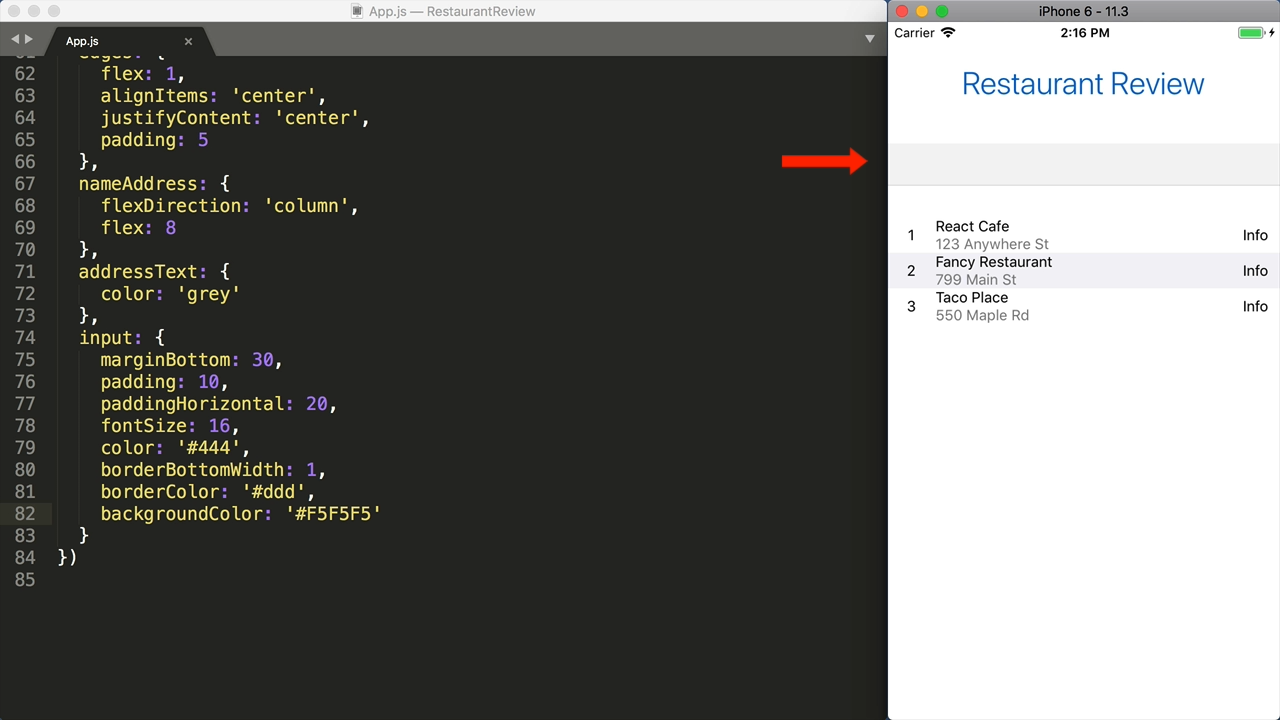 App.js — RestaurantReview
App.js
62 flex: 1,
63 alignItems: 'center',
64 justifyContent: 'center',
65 padding: 5
66 },
67 nameAddress: {
68 flexDirection: 'column',
69 flex: 8
70 },
71 addressText: {
72 color: 'grey'
73 },
74 input: {
75 marginBottom: 30,
76 padding: 10,
77 paddingHorizontal: 20,
78 fontSize: 16,
79 color: '#444',
80 borderBottomWidth: 1,
81 borderColor: '#ddd',
82 backgroundColor: '#F5F5F5'
83 }
84 })
85
iPhone 6 - 11.3
Carrier 2:16 PM
Restaurant Review
1 React Cafe Info
123 Anywhere St
2 Fancy Restaurant Info
799 Main St
3 Taco Place Info
550 Maple Rd